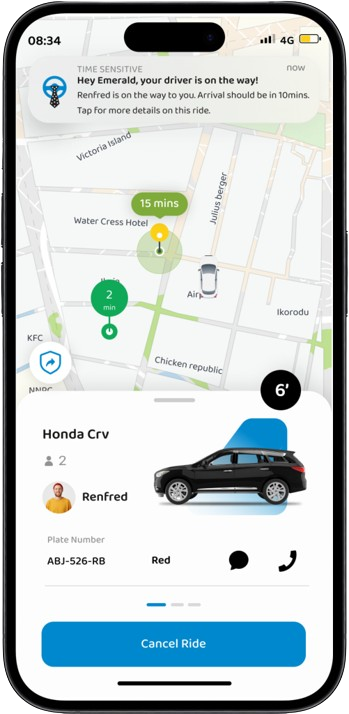 08:34
4G
TIME SENSITIVE
now
Hey Emerald, your driver is on the way!
Renfred is on the way to you. Arrival should be in 10mins.
Tap for more details on this ride.
Victoria Island
Julius berger
15 mins
Water Cress Hotel
2
min
Ikorodu
KFC
Chicken republic
6'
Honda Crv
2
Renfred
Plate Number
ABJ-526-RB
Red
Cancel Ride